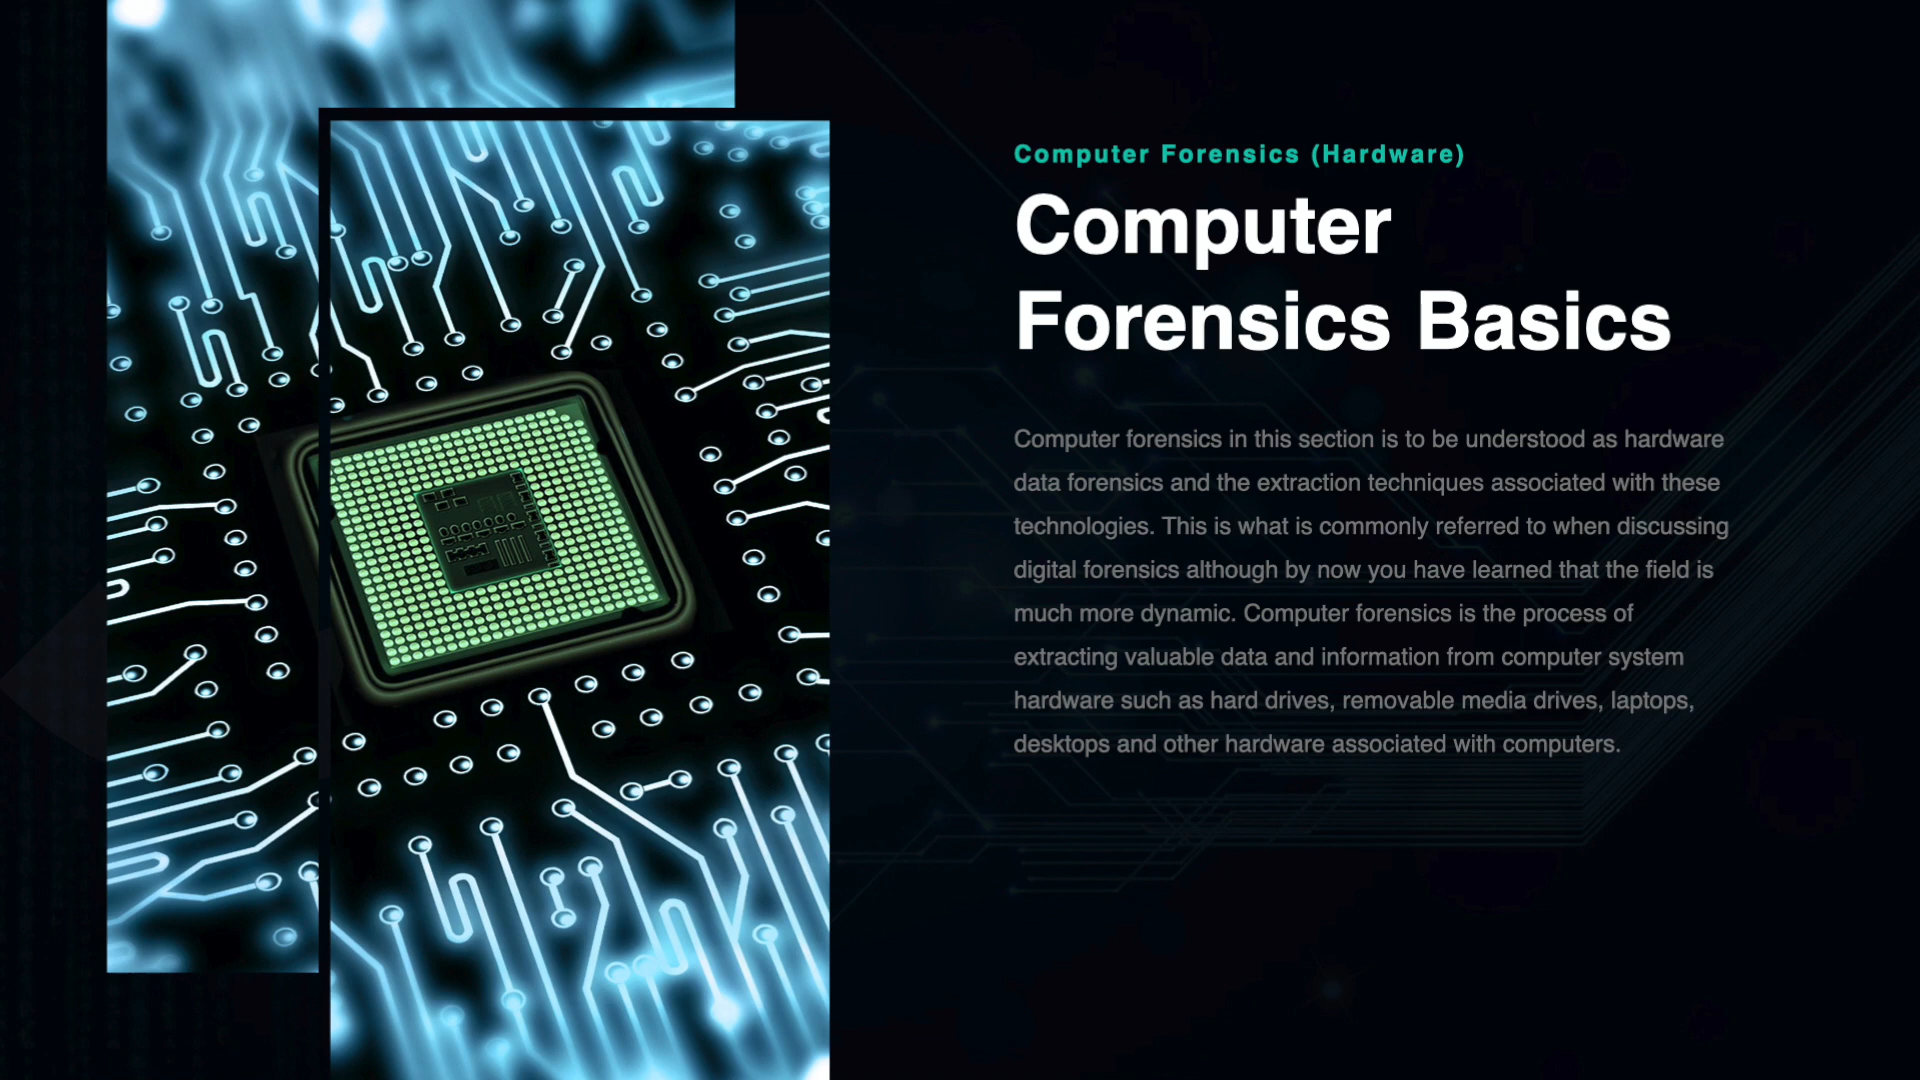 Computer Forensics (Hardware)
Computer
Forensics Basics
Computer forensics in this section is to be understood as hardware
data forensics and the extraction techniques associated with these
technologies. This is what is commonly referred to when discussing
digital forensics although by now you have learned that the field is
much more dynamic. Computer forensics is the process of
extracting valuable data and information from computer system
hardware such as hard drives, removable media drives, laptops,
desktops and other hardware associated with computers.